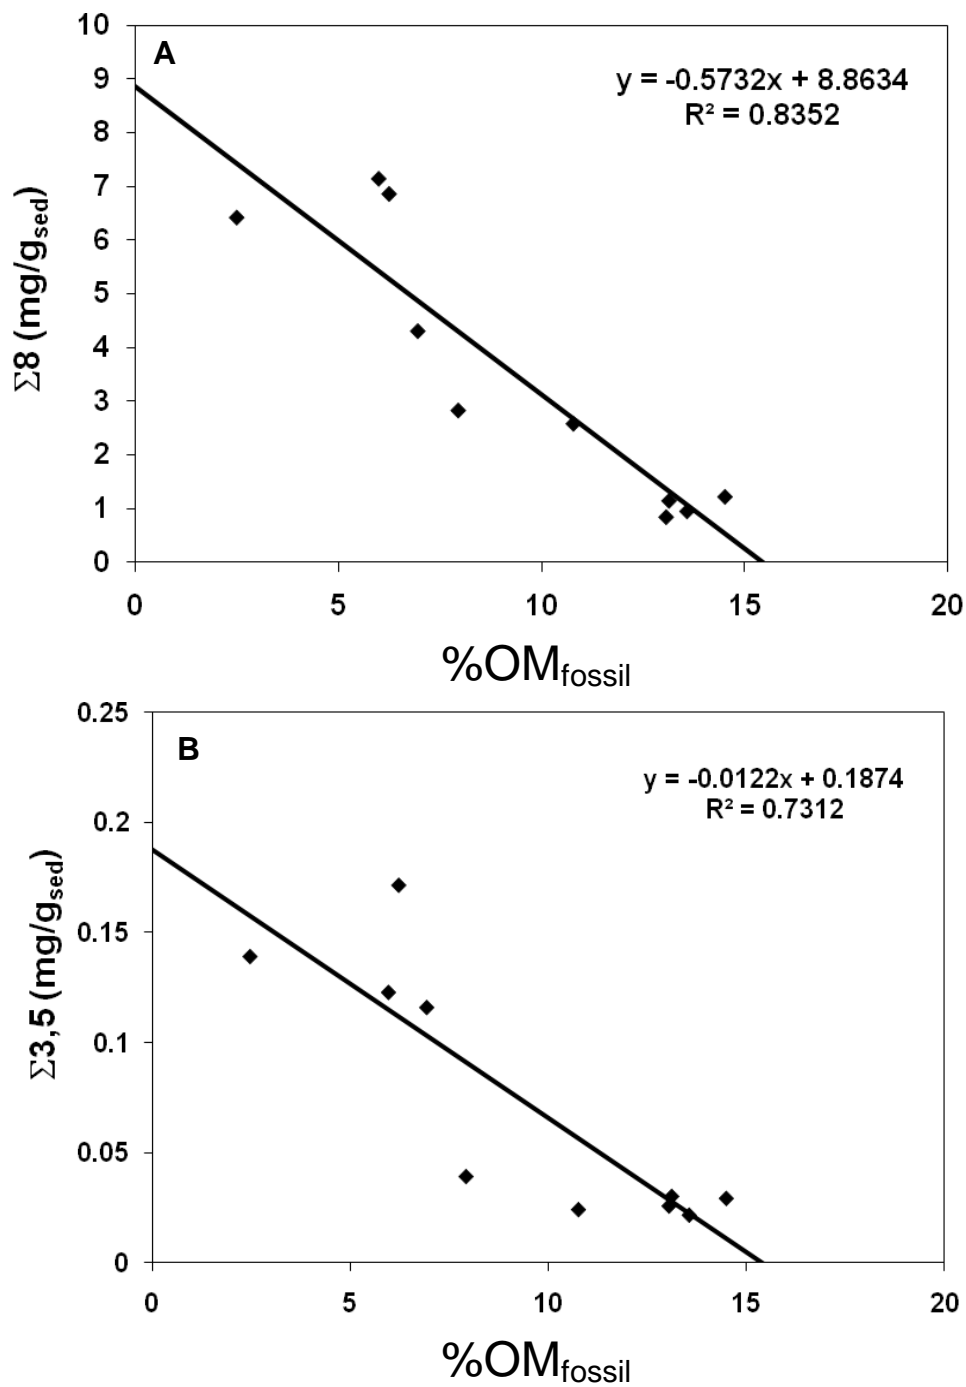 10
A
y = -0.5732x + 8.8634
R² = 0.8352
9
8
7
6
5
4
3
2
1
0
Σ8 (mg/gsed)
0 5 10 15 20
%OMfossil
0.25
B
y = -0.0122x + 0.1874
R² = 0.7312
0.2
0.15
0.1
0.05
0
Σ3,5 (mg/gsed)
0 5 10 15 20
%OMfossil